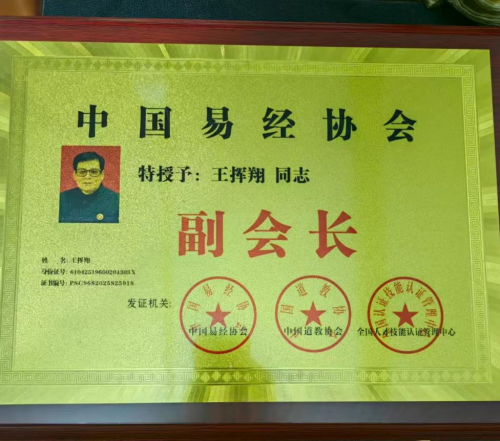 中国易经协会
特授予：王挥翔 同志
副会长
姓 名：王挥翔
身份证号：
证书编号：PSC9682025825918
发证机关：
中国易经协会 中国道教协会 全国人才技能认证管理中心